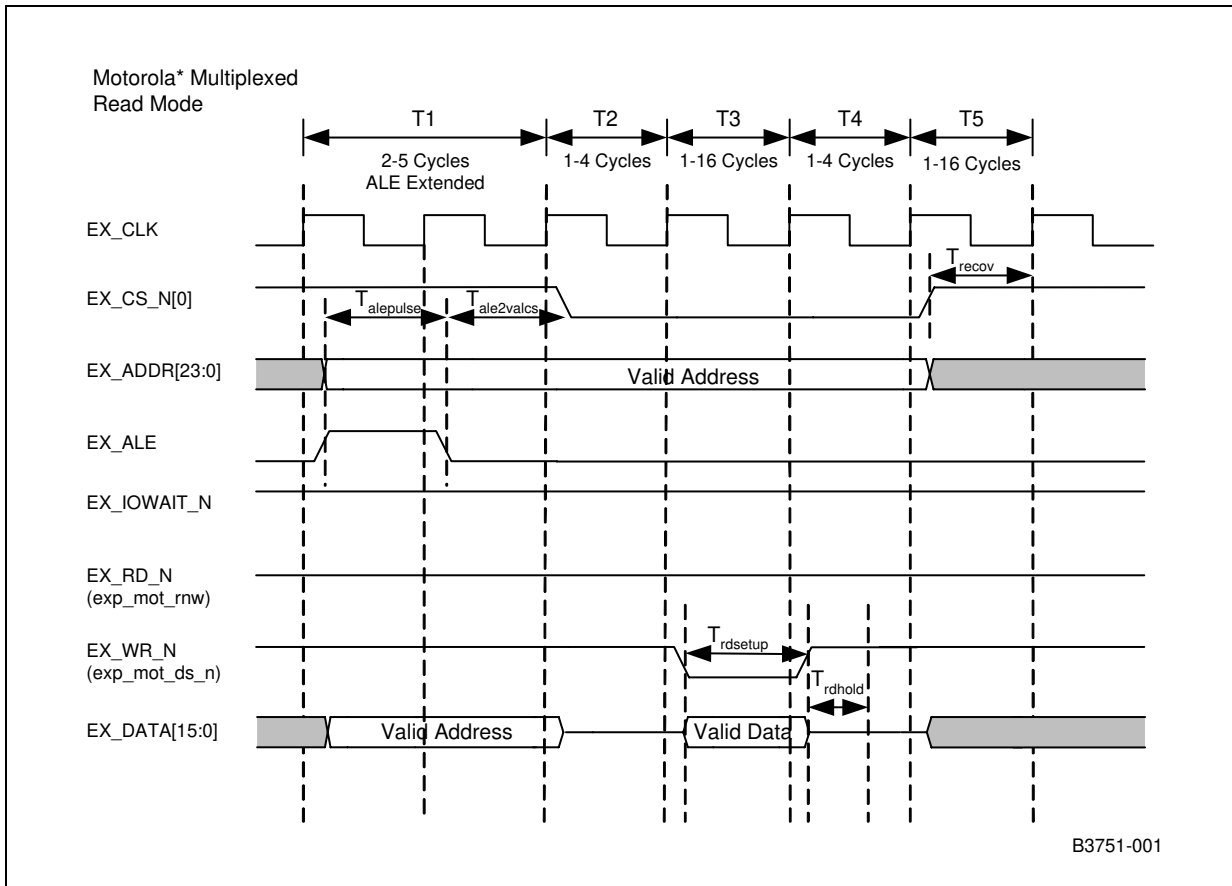 Motorola* Multiplexed
Read Mode
T1 T2 T3 T4 T5
2-5 Cycles 1-4 Cycles 1-16 Cycles 1-4 Cycles 1-16 Cycles
ALE Extended
EX_CLK
Trecov
EX_CS_N[0]
Talepulse Tale2valcs
EX_ADDR[23:0] Valid Address
EX_ALE
EX_IOWAIT_N
EX_RD_N
(exp_mot_rnw)
EX_WR_N Trdsetup
(exp_mot_ds_n)
Trdhold
EX_DATA[15:0] Valid Address Valid Data
B3751-001